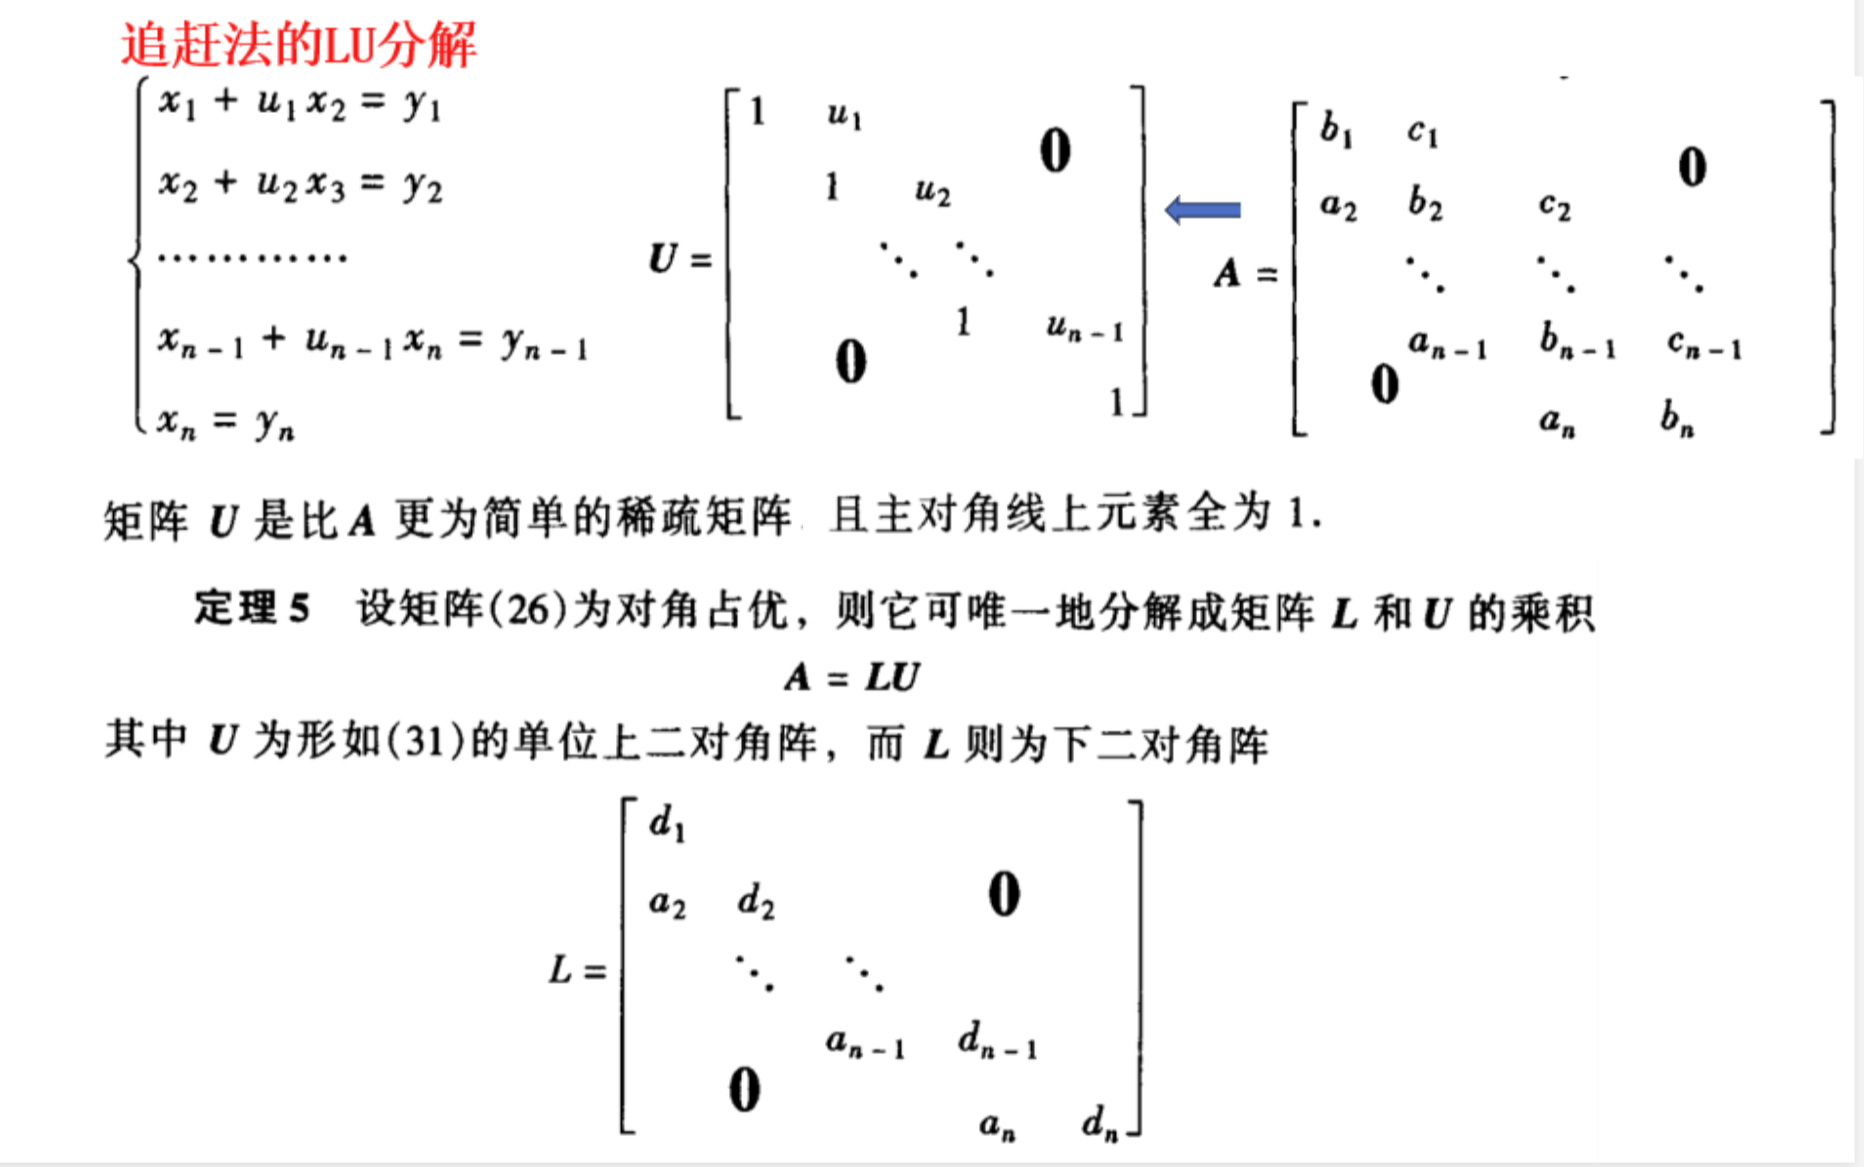 追赶法的LU分解
x₁ + u₁x₂ = y₁
x₂ + u₂x₃ = y₂
…………
xₙ₋₁ + uₙ₋₁xₙ = yₙ₋₁
xₙ = yₙ
U =
1 u₁ 0
1 u₂
⋱ ⋱
1 uₙ₋₁
0 1
A =
b₁ c₁ 0
a₂ b₂ c₂
⋱ ⋱ ⋱
aₙ₋₁ bₙ₋₁ cₙ₋₁
0 aₙ bₙ
矩阵 U 是比 A 更为简单的稀疏矩阵 且主对角线上元素全为 1.
定理 5 设矩阵(26)为对角占优，则它可唯一地分解成矩阵 L 和 U 的乘积
A = LU
其中 U 为形如(31)的单位上二对角阵，而 L 则为下二对角阵
L =
d₁
a₂ d₂ 0
⋱ ⋱
aₙ₋₁ dₙ₋₁
0 aₙ dₙ